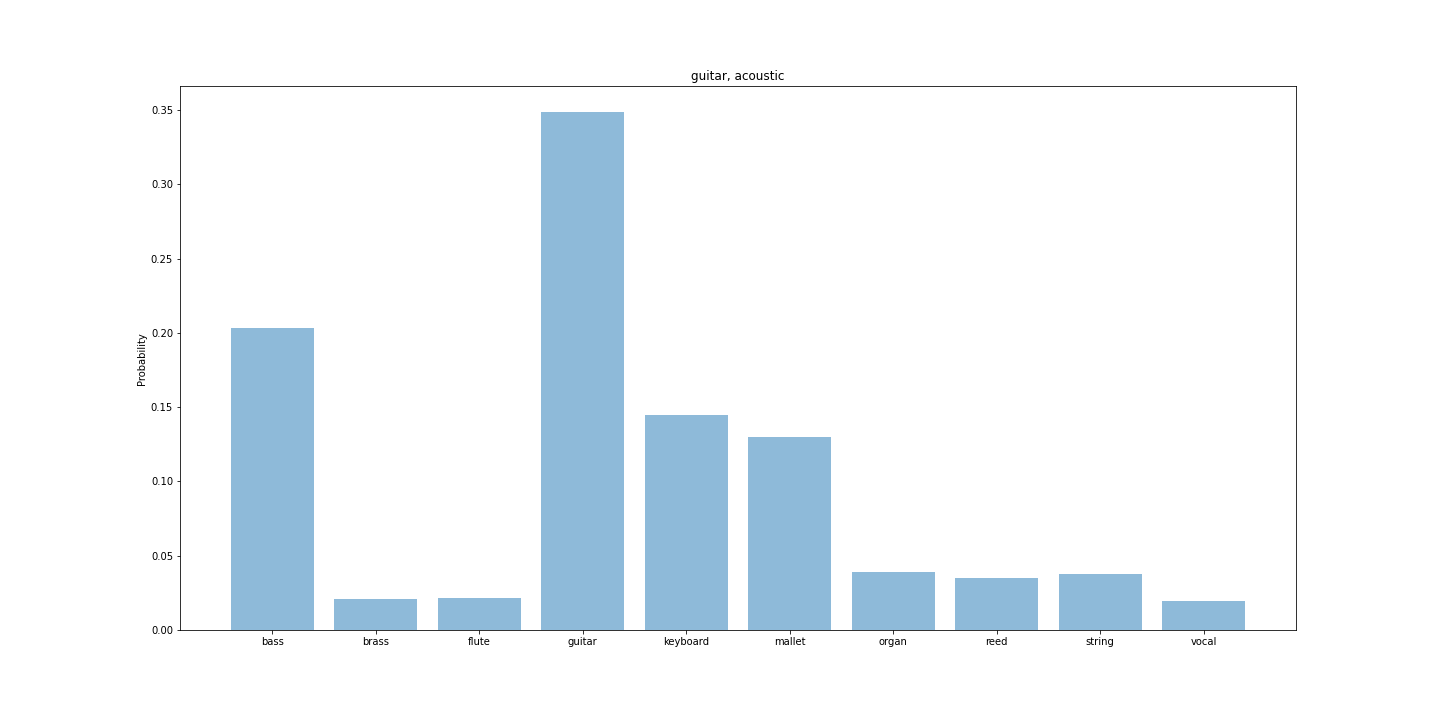 guitar, acoustic
0.35
0.30
0.25
0.20
0.15
0.10
0.05
0.00
Probability
bass brass flute guitar keyboard mallet organ reed string vocal